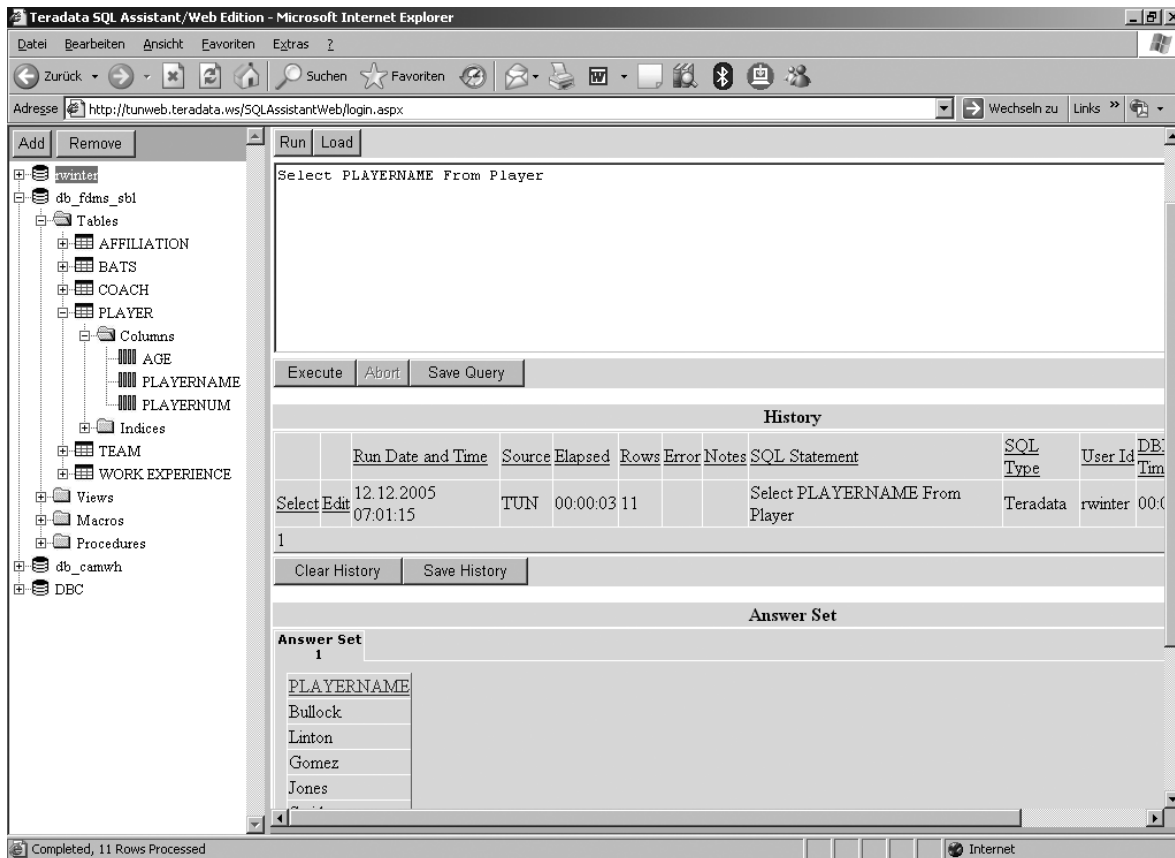 Teradata SQL Assistant/Web Edition - Microsoft Internet Explorer
Datei Bearbeiten Ansicht Favoriten Extras ?
Zurück Suchen Favoriten
Adresse http://tunweb.teradata.ws/SQLAssistantWeb/login.aspx Wechseln zu Links »
Add Remove
rwinter
db_fdms_sbl
Tables
AFFILIATION
BATS
COACH
PLAYER
Columns
AGE
PLAYERNAME
PLAYERNUM
Indices
TEAM
WORK EXPERIENCE
Views
Macros
Procedures
db_camwh
DBC
Run Load
Select PLAYERNAME From Player
Execute Abort Save Query
History
Run Date and Time Source Elapsed Rows Error Notes SQL Statement SQL Type User Id
Select Edit 12.12.2005 07:01:15 TUN 00:00:03 11 Select PLAYERNAME From Player Teradata rwinter
1
Clear History Save History
Answer Set
Answer Set
1
PLAYERNAME
Bullock
Linton
Gomez
Jones
Completed, 11 Rows Processed Internet